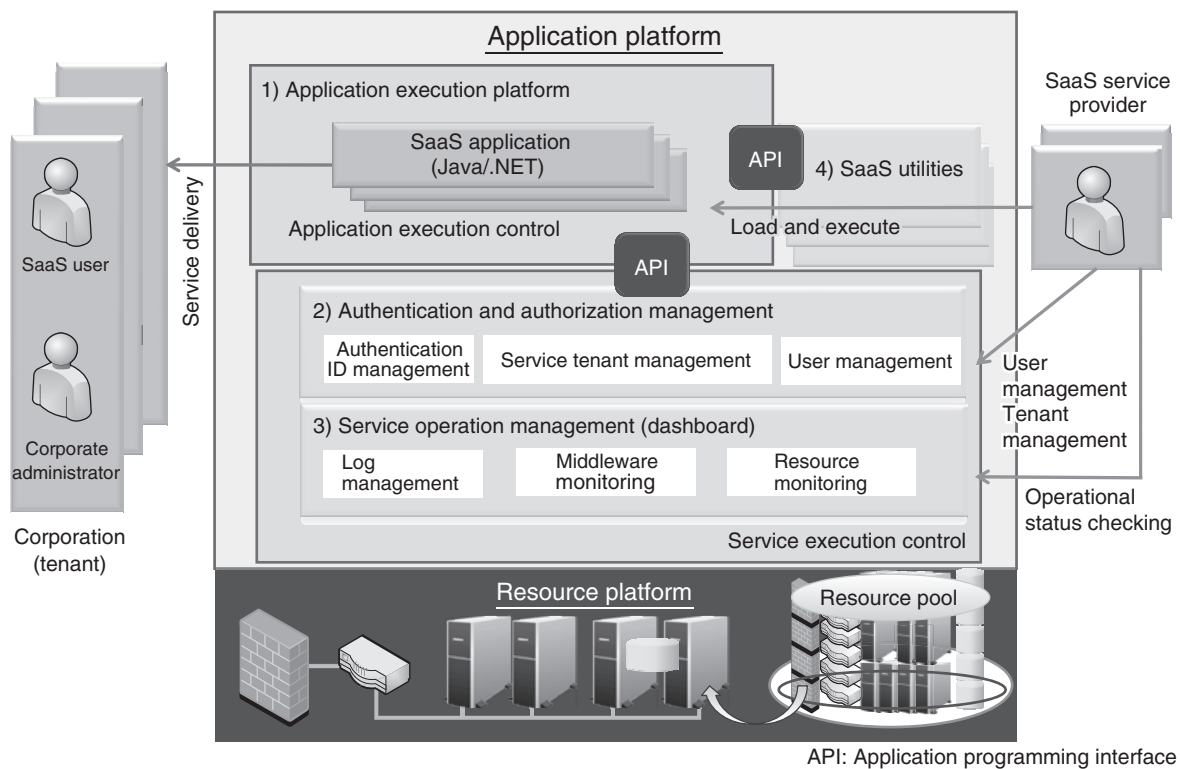 Application platform
1) Application execution platform
SaaS application
(Java/.NET)
API
4) SaaS utilities
SaaS service
provider
Service delivery
Application execution control
Load and execute
API
SaaS user
Corporate
administrator
Corporation
(tenant)
2) Authentication and authorization management
Authentication
ID management
Service tenant management
User management
User
management
Tenant
management
3) Service operation management (dashboard)
Log
management
Middleware
monitoring
Resource
monitoring
Operational
status checking
Service execution control
Resource platform
Resource pool
API: Application programming interface